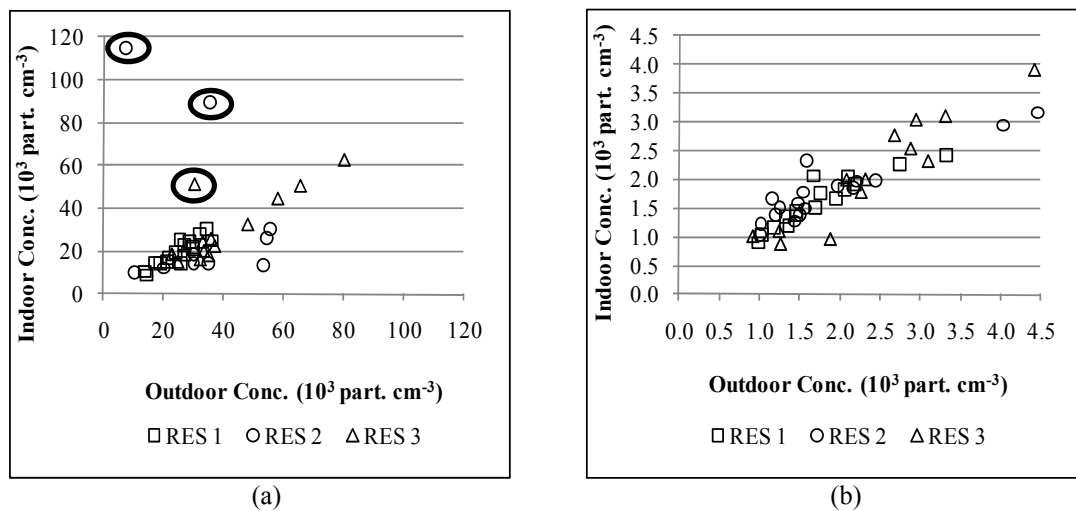 Indoor Conc. (10³ part. cm⁻³)
120
100
80
60
40
20
0
0 20 40 60 80 100 120
Outdoor Conc. (10³ part. cm⁻³)
RES 1 RES 2 RES 3
(a)
Indoor Conc. (10³ part. cm⁻³)
4.5
4.0
3.5
3.0
2.5
2.0
1.5
1.0
0.5
0.0
0.0 0.5 1.0 1.5 2.0 2.5 3.0 3.5 4.0 4.5
Outdoor Conc. (10³ part. cm⁻³)
RES 1 RES 2 RES 3
(b)